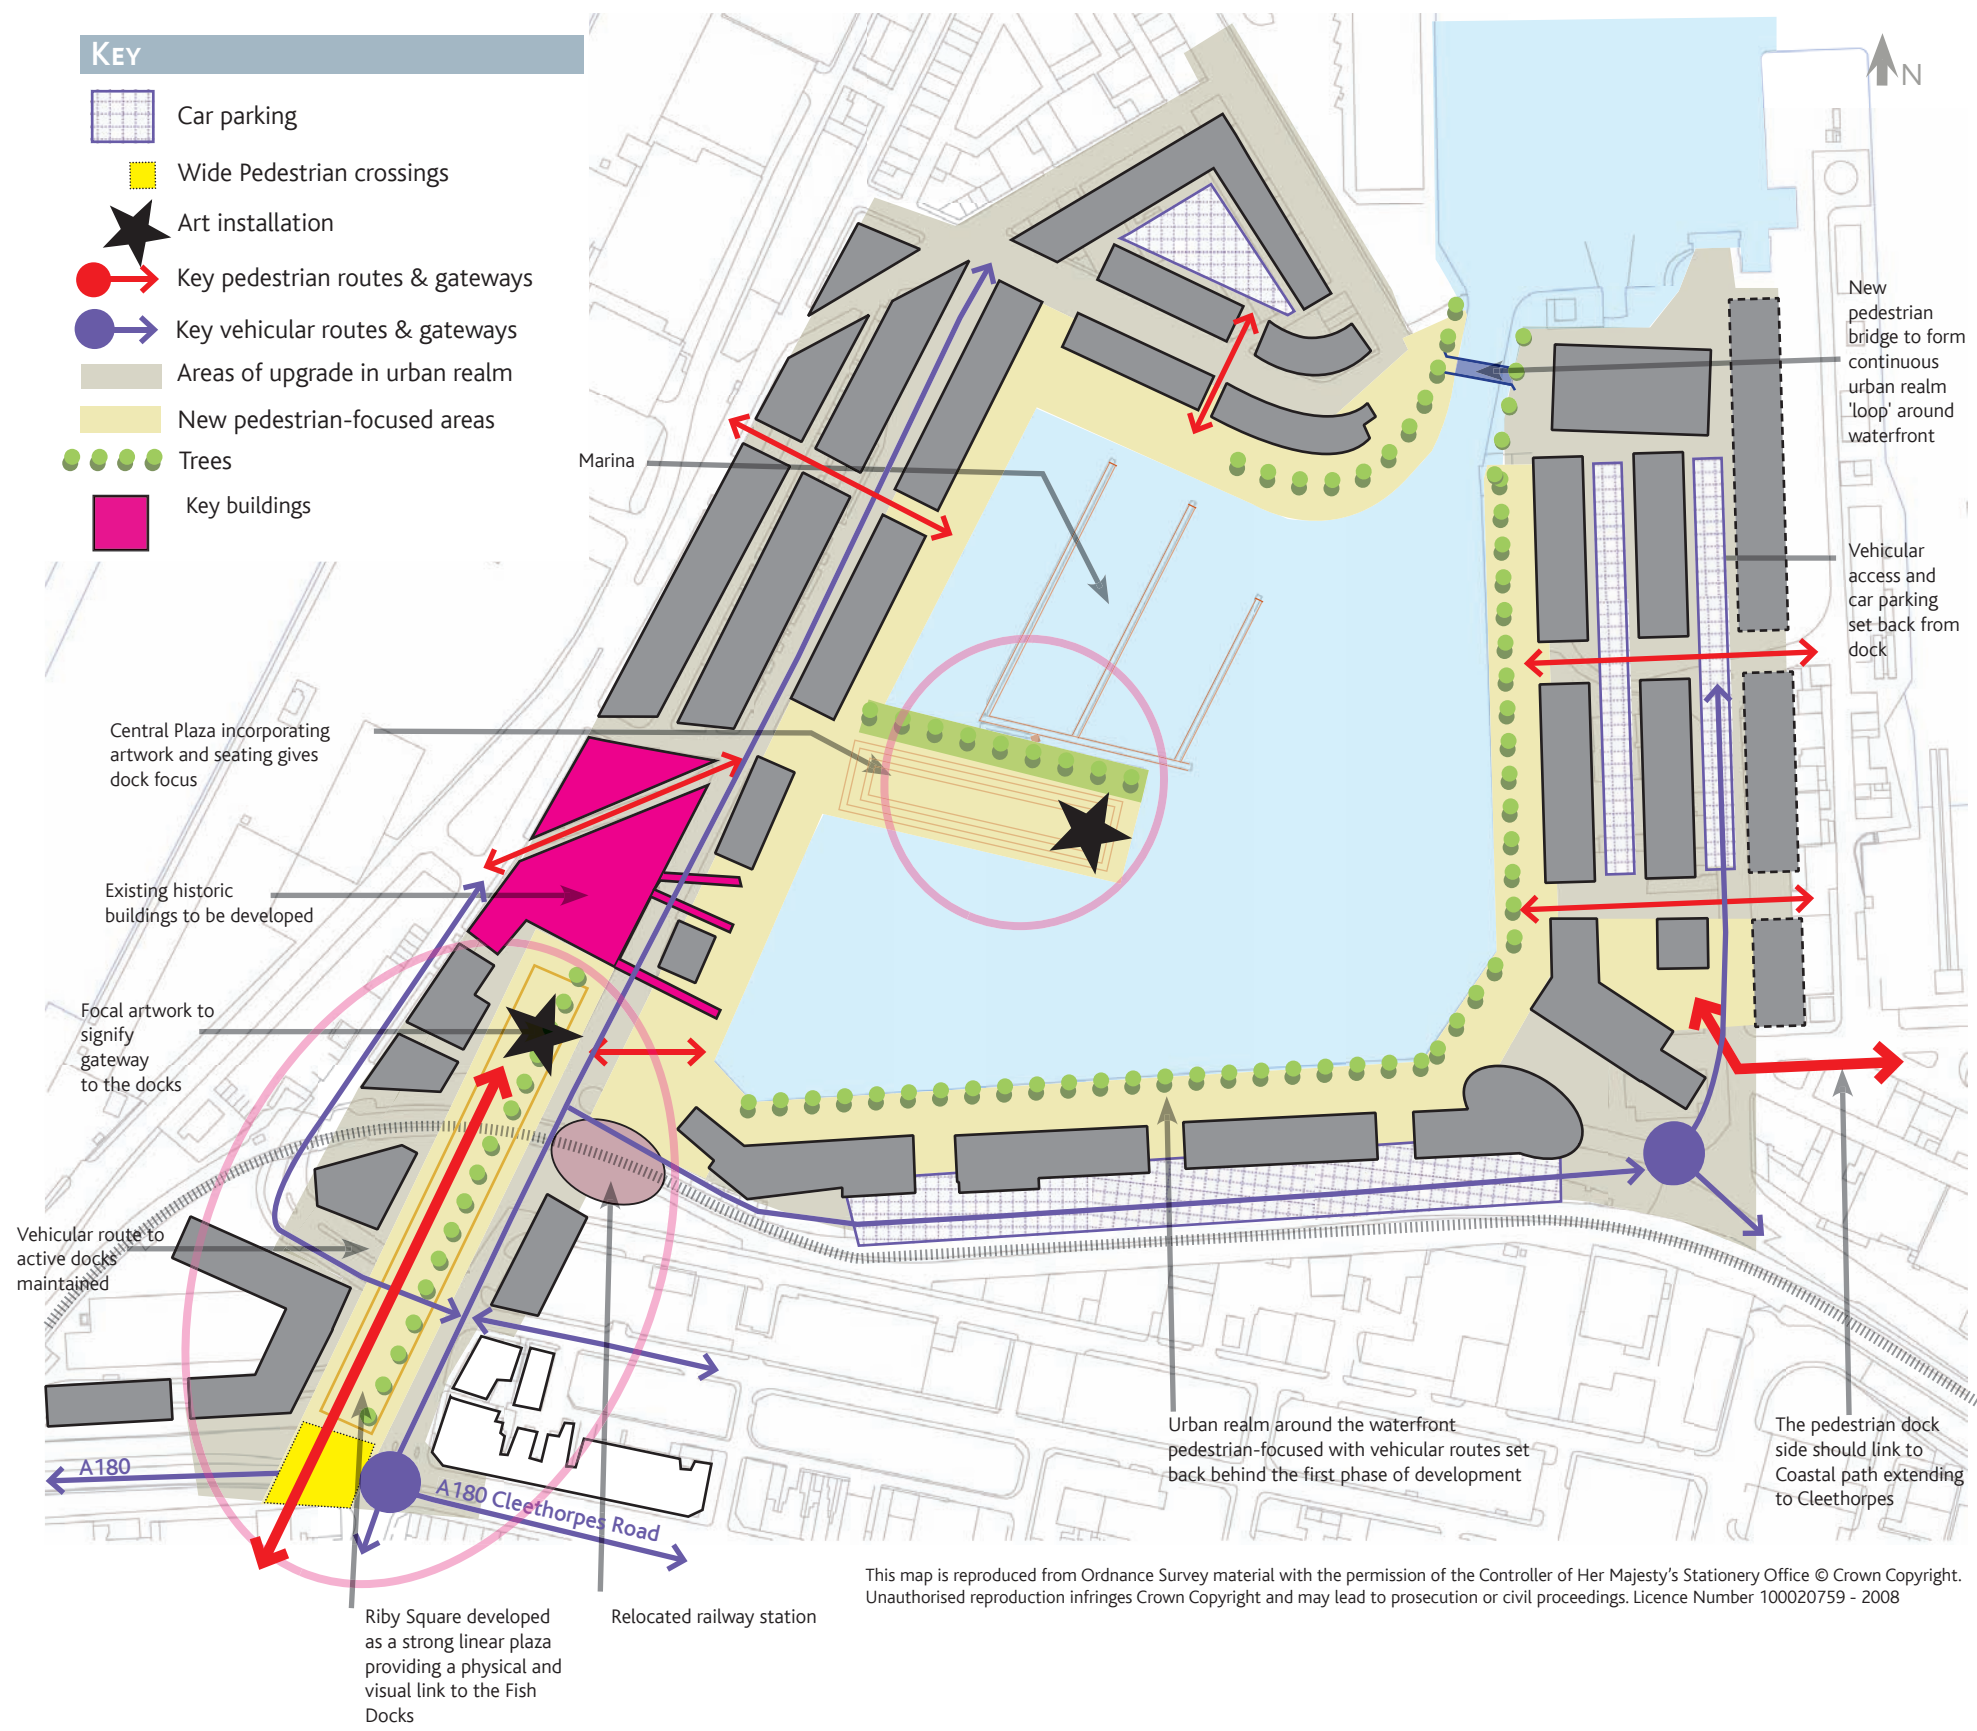 KEY
Car parking
Wide Pedestrian crossings
Art installation
Key pedestrian routes & gateways
Key vehicular routes & gateways
Areas of upgrade in urban realm
New pedestrian-focused areas
Trees
Key buildings
N
New
pedestrian
bridge to form
continuous
urban realm
'loop' around
waterfront
Marina
Vehicular
access and
car parking
set back from
dock
Central Plaza incorporating
artwork and seating gives
dock focus
Existing historic
buildings to be developed
Focal artwork to
signify
gateway
to the docks
Vehicular route to
active docks
maintained
A180
A180 Cleethorpes Road
Urban realm around the waterfront
pedestrian-focused with vehicular routes set
back behind the first phase of development
The pedestrian dock
side should link to
Coastal path extending
to Cleethorpes
This map is reproduced from Ordnance Survey material with the permission of the Controller of Her Majesty's Stationery Office © Crown Copyright.
Unauthorised reproduction infringes Crown Copyright and may lead to prosecution or civil proceedings. Licence Number 100020759 - 2008
Riby Square developed
as a strong linear plaza
providing a physical and
visual link to the Fish
Docks
Relocated railway station